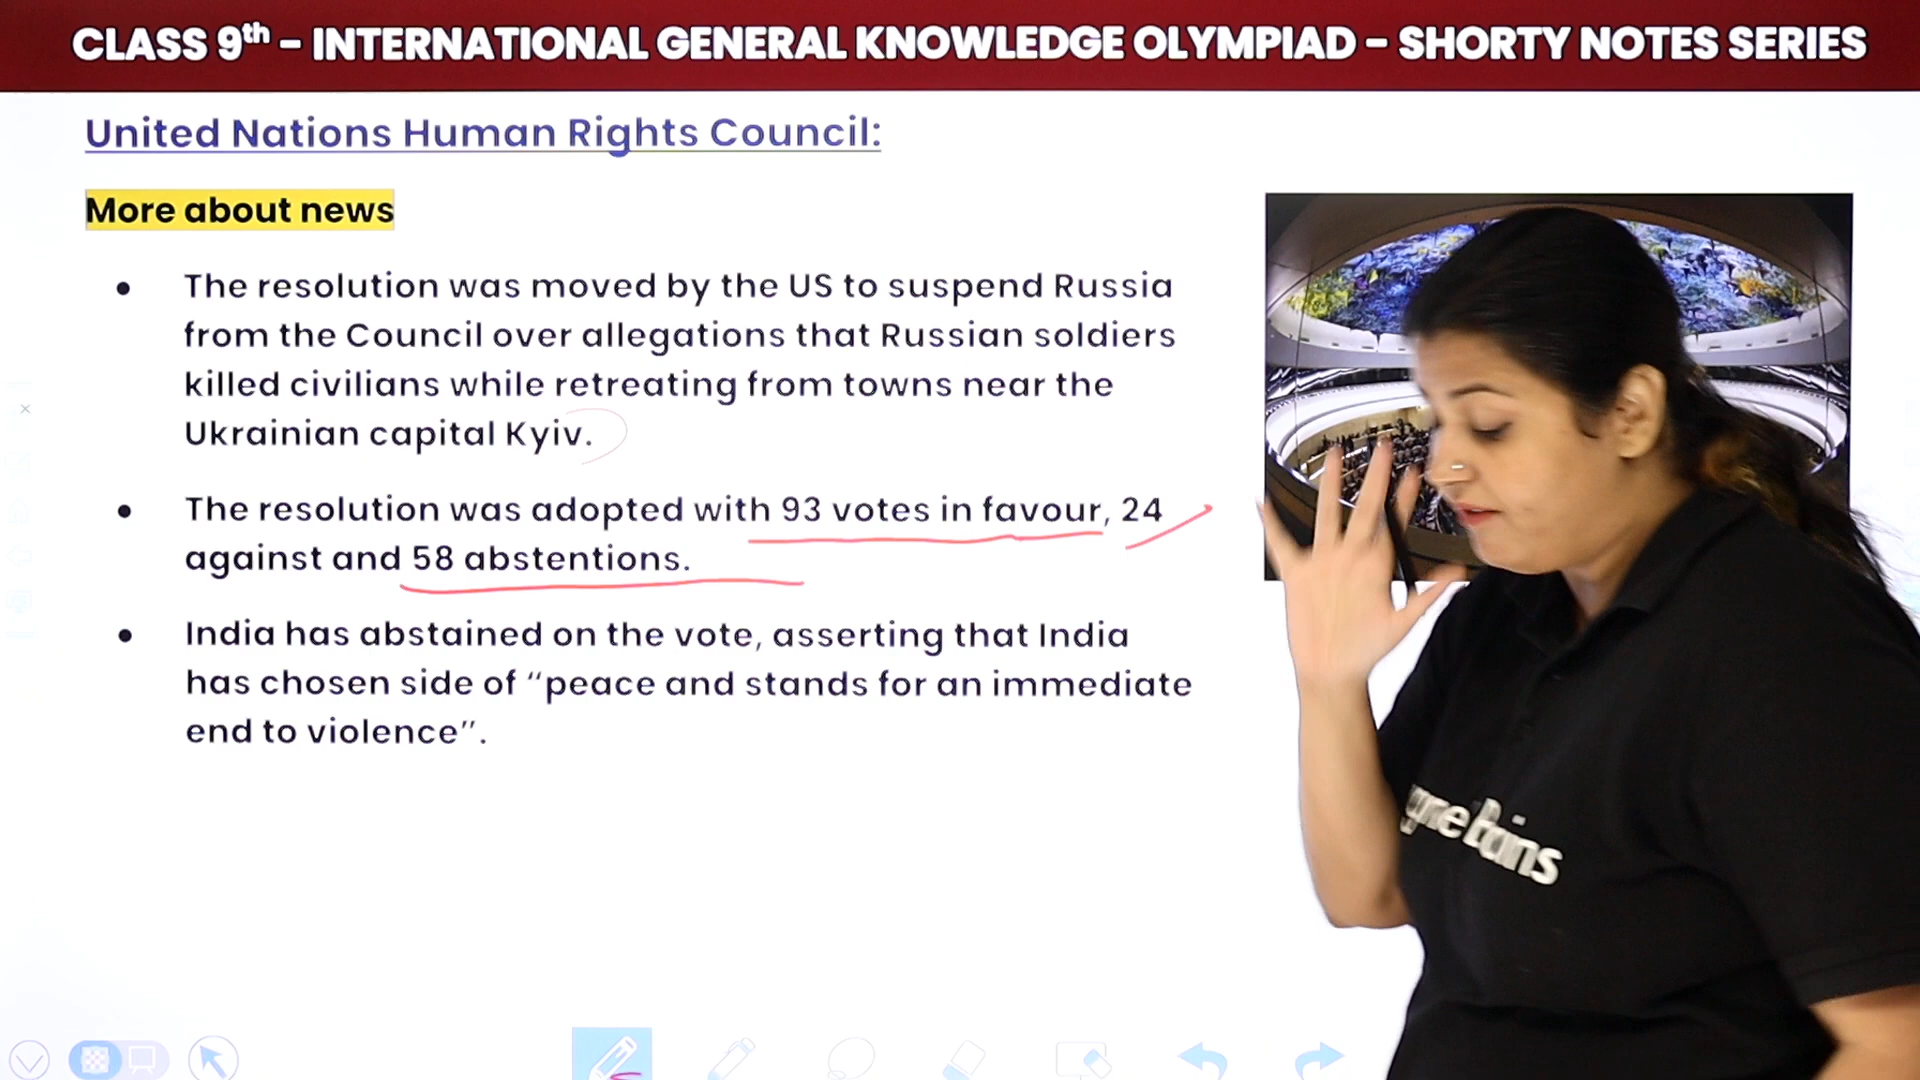 CLASS 9th – INTERNATIONAL GENERAL KNOWLEDGE OLYMPIAD – SHORTY NOTES SERIES
United Nations Human Rights Council:
More about news
• The resolution was moved by the US to suspend Russia
from the Council over allegations that Russian soldiers
killed civilians while retreating from towns near the
Ukrainian capital Kyiv.
• The resolution was adopted with 93 votes in favour, 24
against and 58 abstentions.
• India has abstained on the vote, asserting that India
has chosen side of “peace and stands for an immediate
end to violence”.